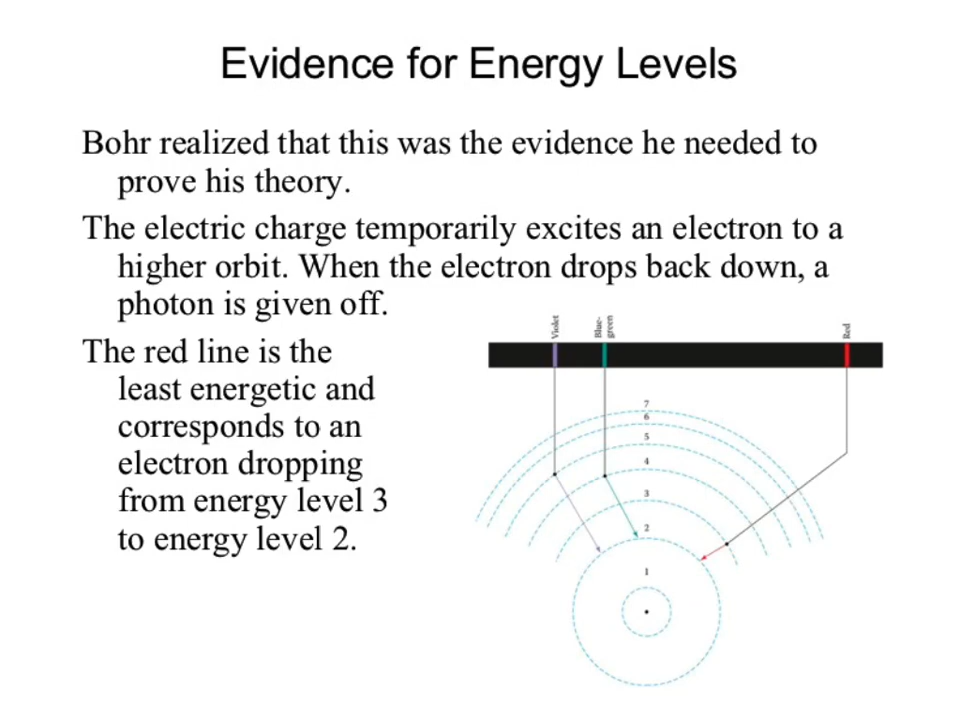 Evidence for Energy Levels
Bohr realized that this was the evidence he needed to
prove his theory.
The electric charge temporarily excites an electron to a
higher orbit. When the electron drops back down, a
photon is given off.
The red line is the
least energetic and
corresponds to an
electron dropping
from energy level 3
to energy level 2.
Violet
Blue-
green
Red
7
6
5
4
3
2
1